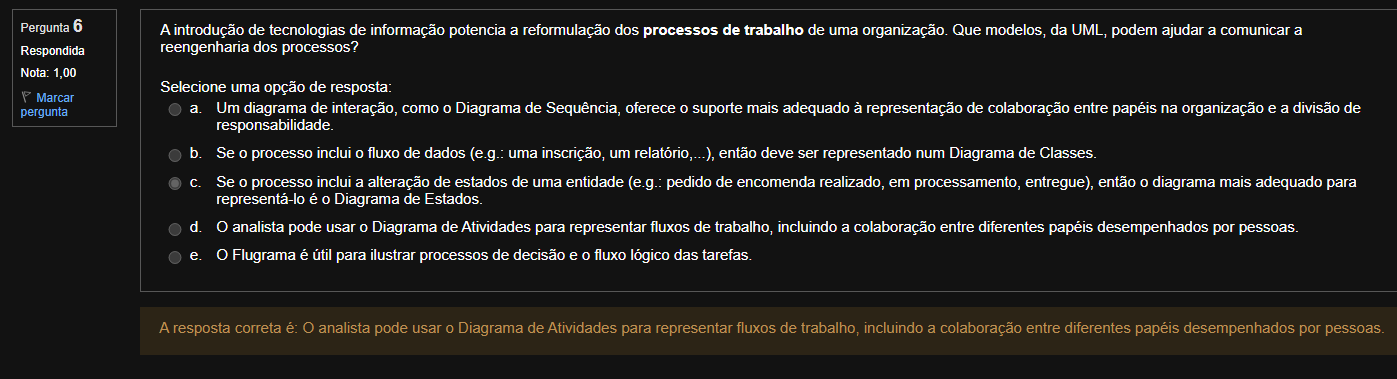 Pergunta 6
Respondida
Nota: 1,00
Marcar
pergunta
A introdução de tecnologias de informação potencia a reformulação dos processos de trabalho de uma organização. Que modelos, da UML, podem ajudar a comunicar a
reengenharia dos processos?
Selecione uma opção de resposta:
a. Um diagrama de interação, como o Diagrama de Sequência, oferece o suporte mais adequado à representação de colaboração entre papéis na organização e a divisão de
responsabilidade.
b. Se o processo inclui o fluxo de dados (e.g.: uma inscrição, um relatório,...), então deve ser representado num Diagrama de Classes.
c. Se o processo inclui a alteração de estados de uma entidade (e.g.: pedido de encomenda realizado, em processamento, entregue), então o diagrama mais adequado para
representá-lo é o Diagrama de Estados.
d. O analista pode usar o Diagrama de Atividades para representar fluxos de trabalho, incluindo a colaboração entre diferentes papéis desempenhados por pessoas.
e. O Flugrama é útil para ilustrar processos de decisão e o fluxo lógico das tarefas.
A resposta correta é: O analista pode usar o Diagrama de Atividades para representar fluxos de trabalho, incluindo a colaboração entre diferentes papéis desempenhados por pessoas.